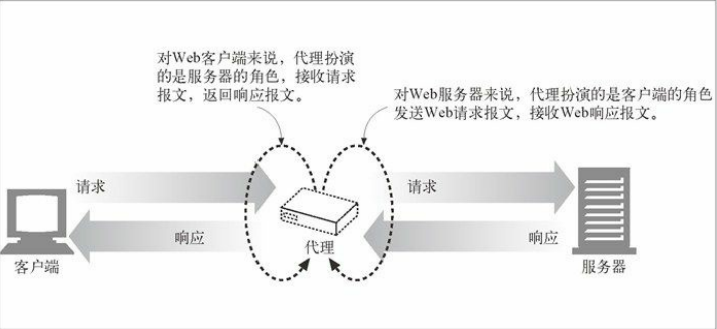 对Web客户端来说，代理扮演
的是服务器的角色，接收请求
报文，返回响应报文。
对Web服务器来说，代理扮演的是客户端的角色
发送Web请求报文，接收Web响应报文。
请求
请求
响应
响应
代理
客户端
服务器